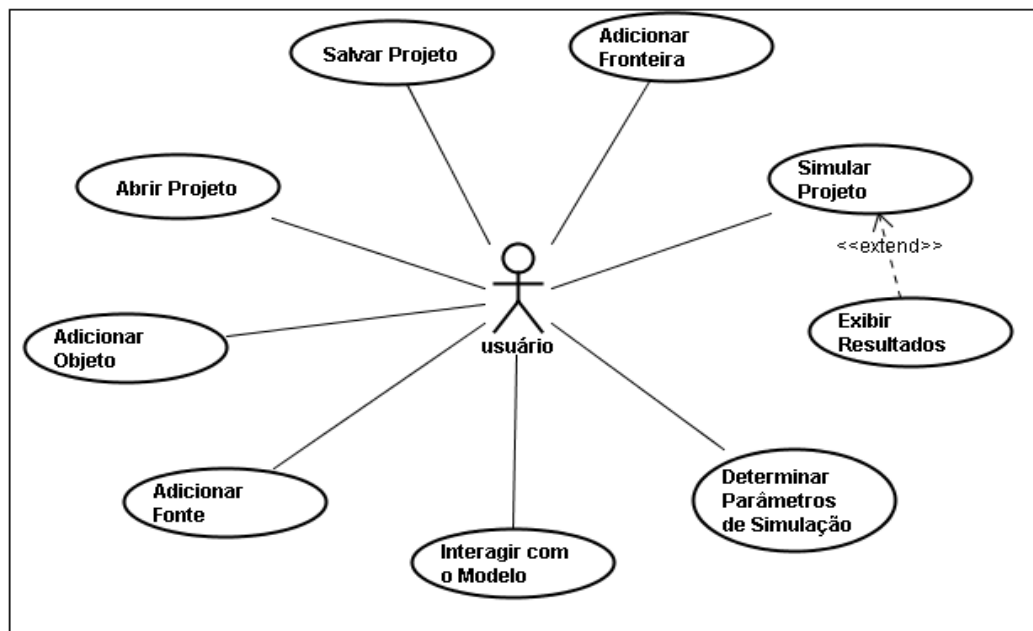 Salvar Projeto
Adicionar
Fronteira
Abrir Projeto
Simular
Projeto
<<extend>>
Exibir
Resultados
usuário
Adicionar
Objeto
Adicionar
Fonte
Interagir com
o Modelo
Determinar
Parâmetros
de Simulação